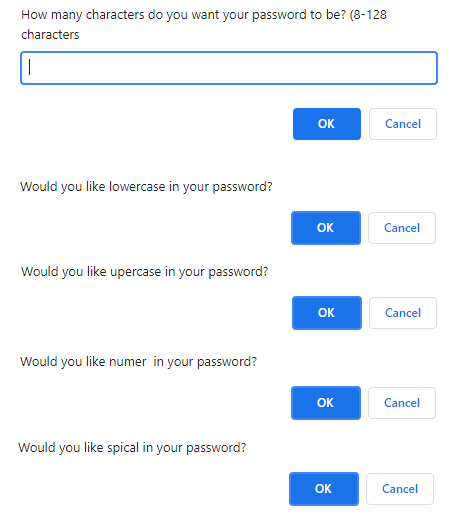 How many characters do you want your password to be? (8-128
characters
OK Cancel
Would you like lowercase in your password?
OK Cancel
Would you like upercase in your password?
OK Cancel
Would you like numer in your password?
OK Cancel
Would you like spical in your password?
OK Cancel